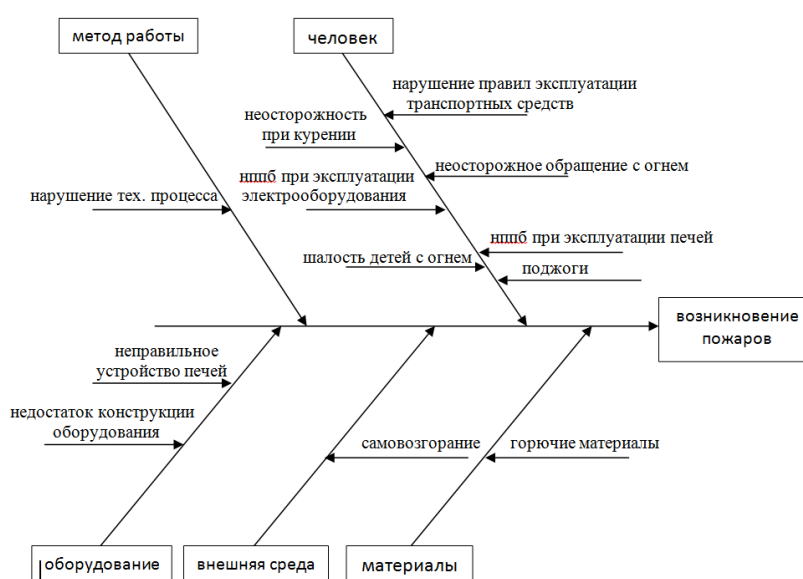 метод работы
человек
нарушение правил эксплуатации
транспортных средств
неосторожность
при курении
неосторожное обращение с огнем
нппб при эксплуатации
электрооборудования
нарушение тех. процесса
нппб при эксплуатации печей
шалость детей с огнем
поджоги
возникновение
пожаров
неправильное
устройство печей
недостаток конструкции
оборудования
самовозгорание
горючие материалы
оборудование
внешняя среда
материалы